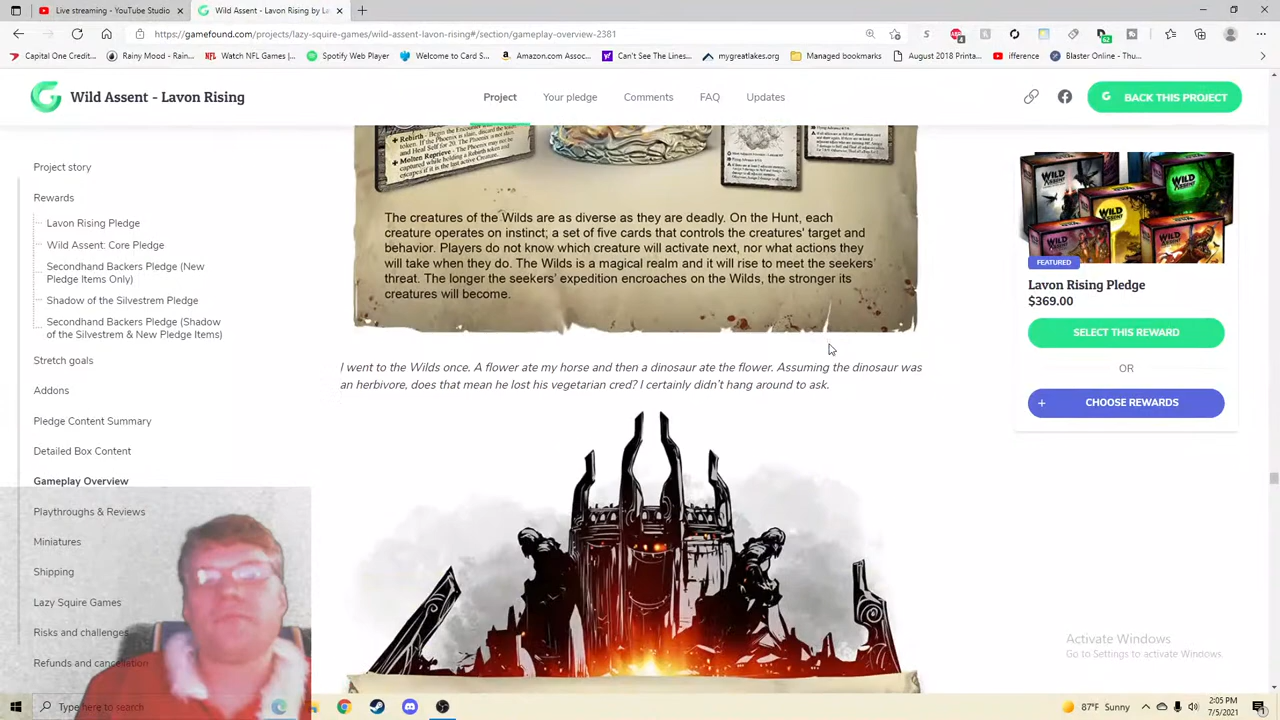 Live streaming - YouTube Studio
Wild Assent - Lavon Rising by La
https://gamefound.com/projects/lazy-squire-games/wild-assent-lavon-rising#/section/gameplay-overview-2381
Capital One Credit...
Rainy Mood - Rain...
Watch NFL Games |...
Spotify Web Player
Welcome to Card S...
Amazon.com Assoc...
Can't See The Lines...
mygreatlakes.org
Managed bookmarks
August 2018 Printa...
ifference
Blaster Online - Thu...
Wild Assent - Lavon Rising
Project
Your pledge
Comments
FAQ
Updates
BACK THIS PROJECT
Project story
Rewards
Lavon Rising Pledge
Wild Assent: Core Pledge
Secondhand Backers Pledge (New
Pledge Items Only)
Shadow of the Silvestrem Pledge
Secondhand Backers Pledge (Shadow
of the Silvestrem & New Pledge Items)
Stretch goals
Addons
Pledge Content Summary
Detailed Box Content
Gameplay Overview
Playthroughs & Reviews
Miniatures
Shipping
Lazy Squire Games
Risks and challenges
Refunds and cancellation
The creatures of the Wilds are as diverse as they are deadly. On the Hunt, each
creature operates on instinct; a set of five cards that controls the creatures' target and
behavior. Players do not know which creature will activate next, nor what actions they
will take when they do. The Wilds is a magical realm and it will rise to meet the seekers'
threat. The longer the seekers' expedition encroaches on the Wilds, the stronger its
creatures will become.
I went to the Wilds once. A flower ate my horse and then a dinosaur ate the flower. Assuming the dinosaur was
an herbivore, does that mean he lost his vegetarian cred? I certainly didn't hang around to ask.
WILD ASSENT
FEATURED
Lavon Rising Pledge
$369.00
SELECT THIS REWARD
OR
+ CHOOSE REWARDS
Activate Windows
Go to Settings to activate Windows.
Type here to search
87°F Sunny
2:05 PM
7/5/2021